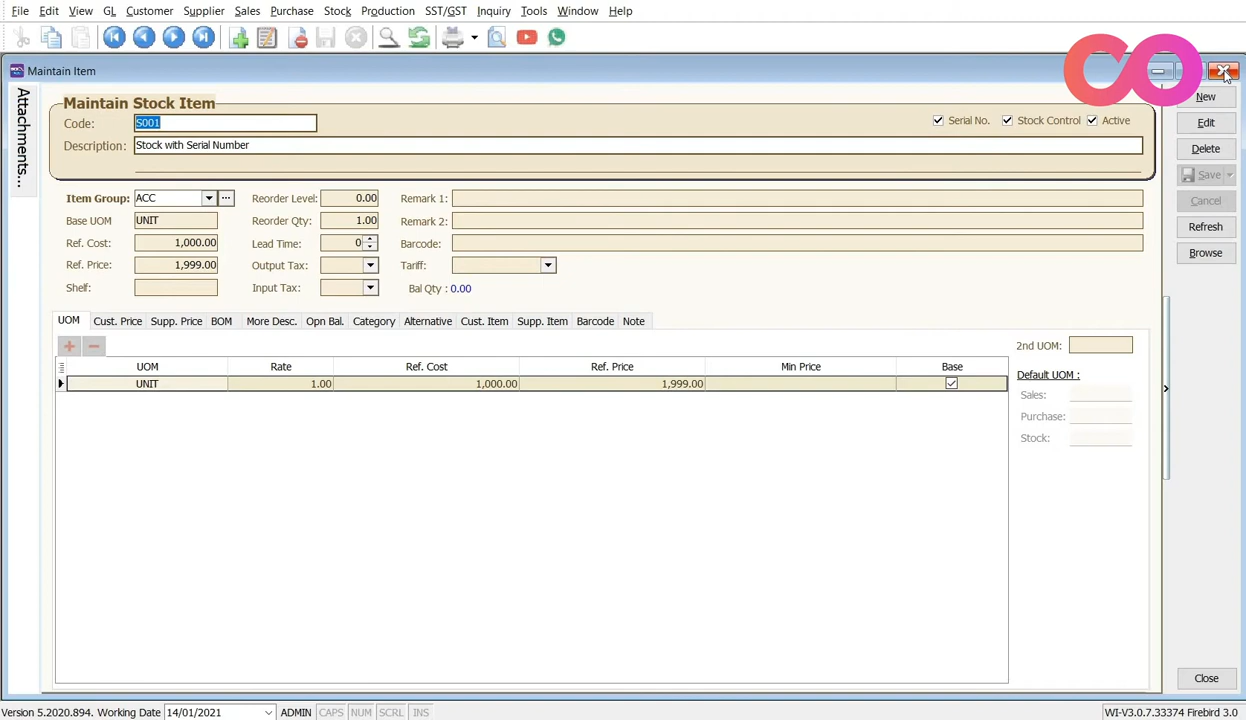 File Edit View GL Customer Supplier Sales Purchase Stock Production SST/GST Inquiry Tools Window Help
Maintain Item
Attachments...
Maintain Stock Item
Code: S001
Serial No. Stock Control Active
Description: Stock with Serial Number
Item Group: ACC
Reorder Level: 0.00
Remark 1:
Base UOM UNIT
Reorder Qty: 1.00
Remark 2:
Ref. Cost: 1,000.00
Lead Time: 0
Barcode:
Ref. Price: 1,999.00
Output Tax:
Tariff:
Shelf:
Input Tax:
Bal Qty : 0.00
UOM Cust. Price Supp. Price BOM More Desc. Opn Bal. Category Alternative Cust. Item Supp. Item Barcode Note
UOM Rate Ref. Cost Ref. Price Min Price Base
UNIT 1.00 1,000.00 1,999.00
2nd UOM:
Default UOM :
Sales:
Purchase:
Stock:
New
Edit
Delete
Save
Cancel
Refresh
Browse
Close
Version 5.2020.894. Working Date 14/01/2021 ADMIN CAPS NUM SCRL INS WI-V3.0.7.33374 Firebird 3.0